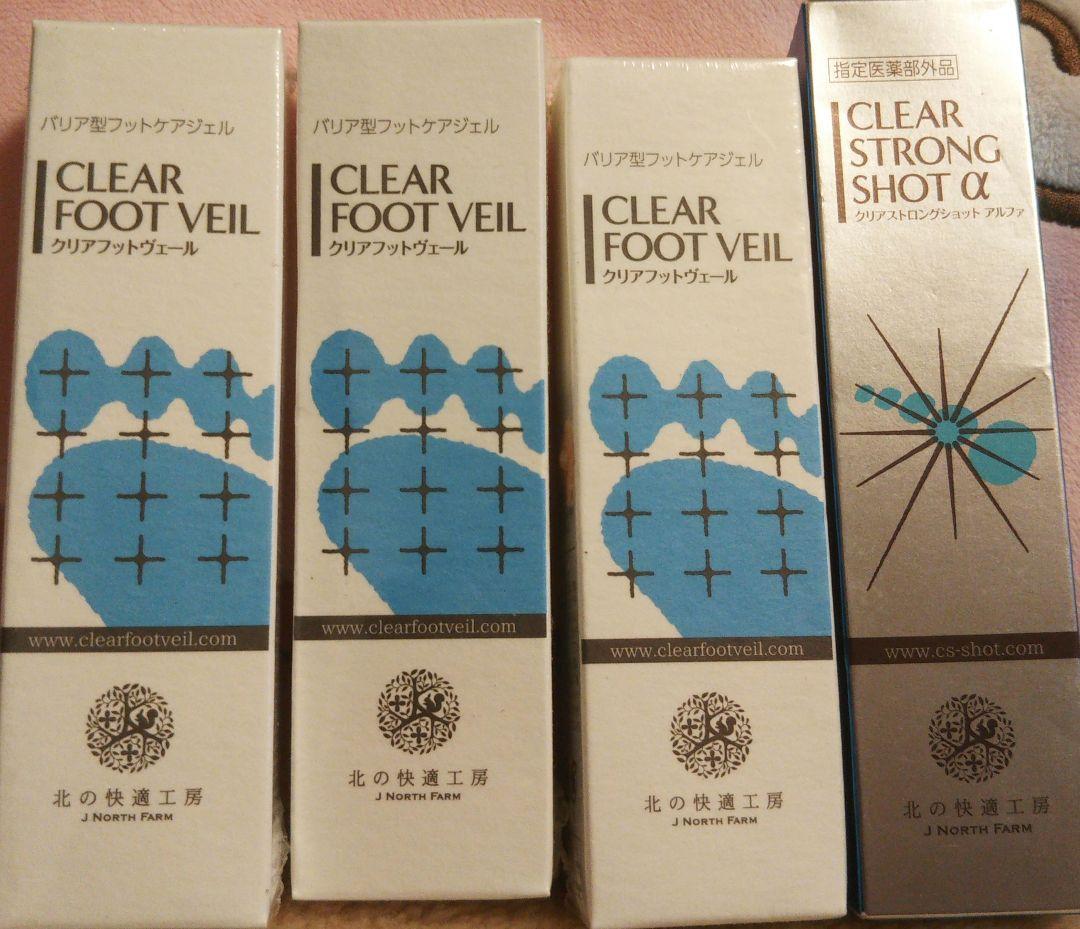 バリア型フットケアジェル
CLEAR
FOOT VEIL
クリアフットヴェール
www.clearfootveil.com
北の快適工房
J NORTH FARM
バリア型フットケアジェル
CLEAR
FOOT VEIL
クリアフットヴェール
www.clearfootveil.com
北の快適工房
J NORTH FARM
バリア型フットケアジェル
CLEAR
FOOT VEIL
クリアフットヴェール
www.clearfootveil.com
北の快適工房
J NORTH FARM
指定医薬部外品
CLEAR
STRONG
SHOT α
クリアストロングショット アルファ
www.cs-shot.com
北の快適工房
J NORTH FARM